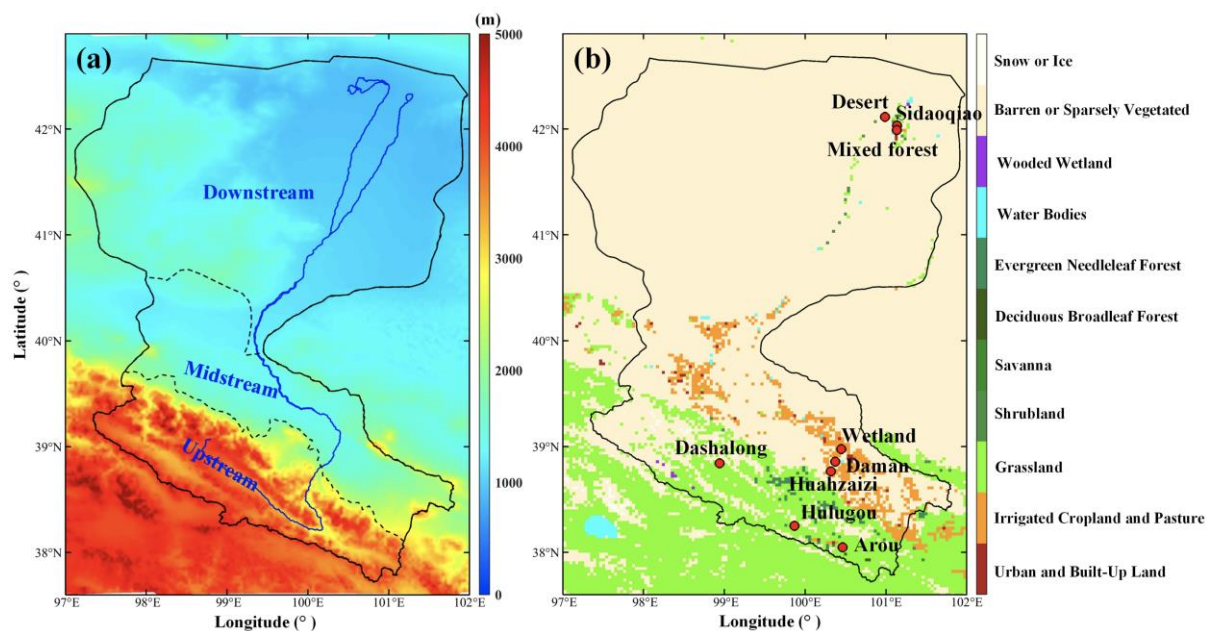 (m)
(a)
5000
4000
3000
2000
1000
0
42°N
41°N
40°N
39°N
38°N
Latitude (° )
97°E
98°E
99°E
100°E
101°E
102°E
Longitude (° )
Downstream
Midstream
Upstream
(b)
42°N
41°N
40°N
39°N
38°N
97°E
98°E
99°E
100°E
101°E
102°E
Longitude (° )
Desert
Sidaoqiao
Mixed forest
Wetland
Dashalong
Daman
Huahzaizi
Hulugou
Arou
Snow or Ice
Barren or Sparsely Vegetated
Wooded Wetland
Water Bodies
Evergreen Needleleaf Forest
Deciduous Broadleaf Forest
Savanna
Shrubland
Grassland
Irrigated Cropland and Pasture
Urban and Built-Up Land